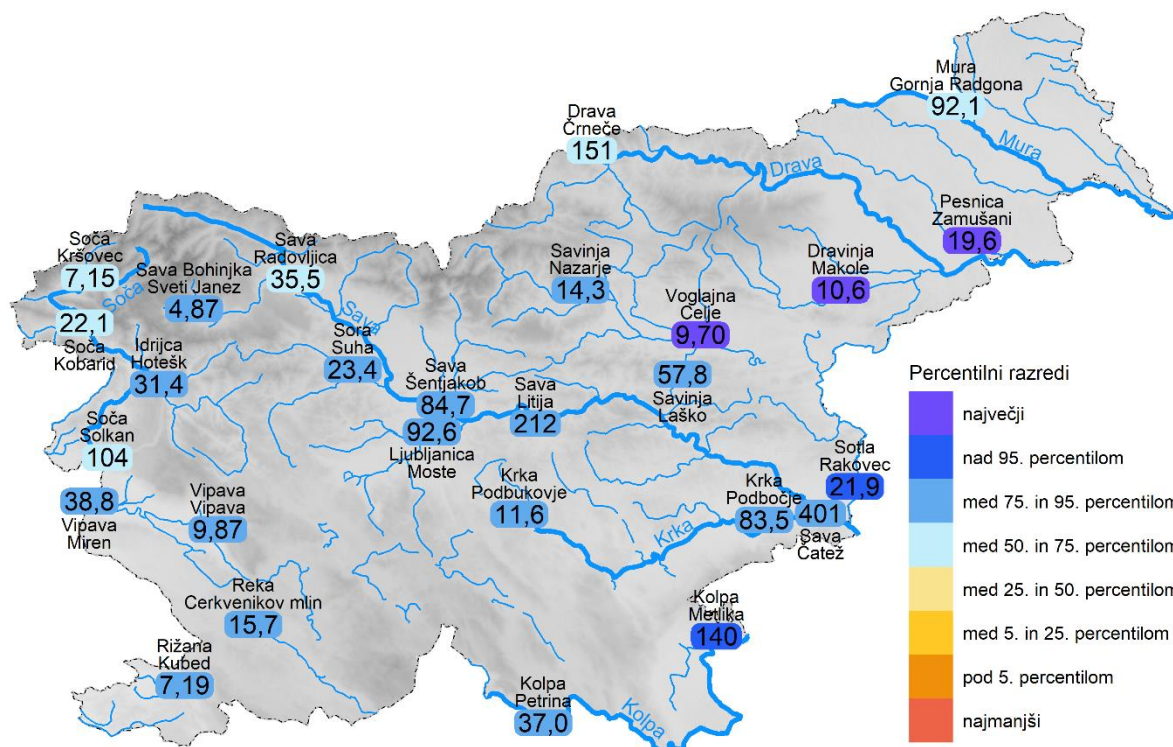 Mura
Gornja Radgona
92,1
Drava
Črneče
151
Drava
Mura
Pesnica
Zamušani
19,6
Soča
Kršovec
7,15
Sava Bohinjka
Sveti Janez
4,87
Sava
Radovljica
35,5
Savinja
Nazarje
14,3
Dravinja
Makole
10,6
Soča
22,1
Soča
Kobarid
Idrijca
Hotešk
31,4
Sava
Sora
Suha
23,4
Voglajna
Celje
9,70
57,8
Savinja
Laško
Sava
Šentjakob
84,7
92,6
Ljubljanica
Moste
Sava
Litija
212
Soča
Solkan
104
38,8
Vipava
Miren
Vipava
Vipava
9,87
Krka
Podbukovje
11,6
Krka
Krka
Podbočje
83,5
401
Sava
Čatež
Sotla
Rakovec
21,9
Reka
Cerkvenikov mlin
15,7
Rižana
Kubed
7,19
Kolpa
Metlika
140
Kolpa
Petrina
37,0
Kolpa
Percentilni razredi
največji
nad 95. percentilom
med 75. in 95. percentilom
med 50. in 75. percentilom
med 25. in 50. percentilom
med 5. in 25. percentilom
pod 5. percentilom
najmanjši